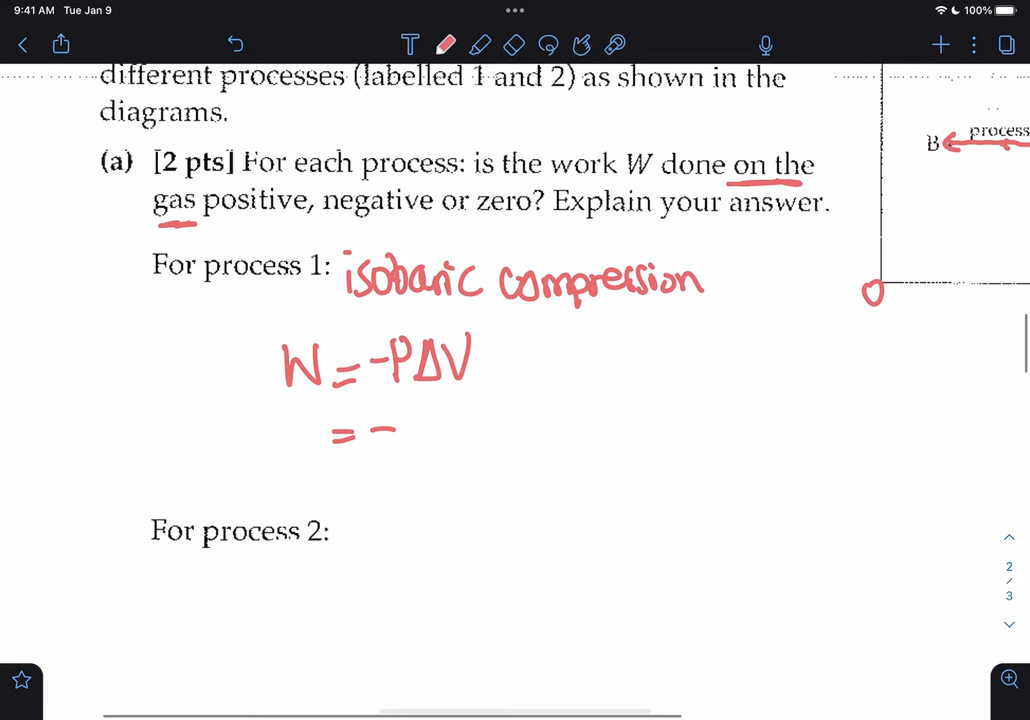 9:41 AM Tue Jan 9
100%
different processes (labelled 1 and 2) as shown in the
diagrams.
process
B
(a) [2 pts] For each process: is the work W done on the
gas positive, negative or zero? Explain your answer.
For process 1: isobaric compression
O
W = -PΔV
= -
For process 2:
2
/
3